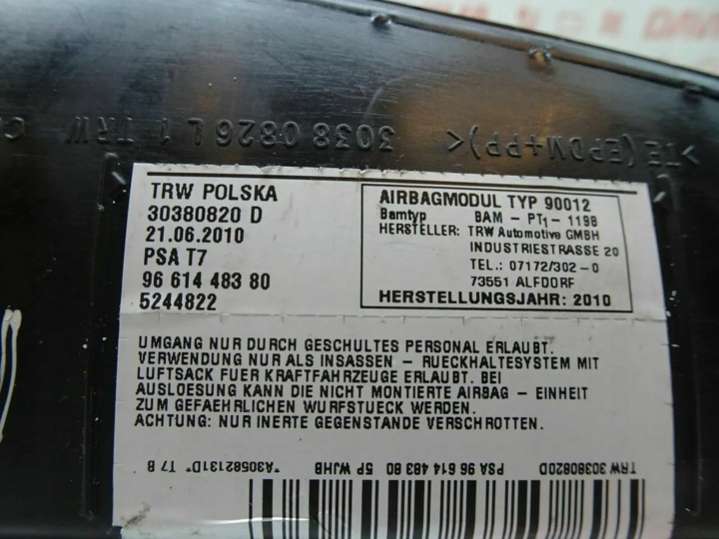 DAVI
>TE(EPDM+PP)<
30380826 L 1 TRW
TRW POLSKA
30380820 D
21.06.2010
PSA T7
96 614 483 80
5244822
AIRBAGMODUL TYP 90012
Bamtyp BAM - PT1-1198
HERSTELLER: TRW Automotive GMBH
INDUSTRIESTRASSE 20
TEL.: 07172/302-0
73551 ALFDORF
HERSTELLUNGSJAHR: 2010
UMGANG NUR DURCH GESCHULTES PERSONAL ERLAUBT.
VERWENDUNG NUR ALS INSASSEN - RUECKHALTESYSTEM MIT
LUFTSACK FUER KRAFTFAHRZEUGE ERLAUBT. BEI
AUSLOESUNG KANN DIE NICHT MONTIERTE AIRBAG - EINHEIT
ZUM GEFAEHRLICHEN WURFSTUECK WERDEN.
ACHTUNG: NUR INERTE GEGENSTANDE VERSCHROTTEN.
TRW 30380820D
PSA 96 614 483 80 5P WJHB
*A30582131D* T7 B